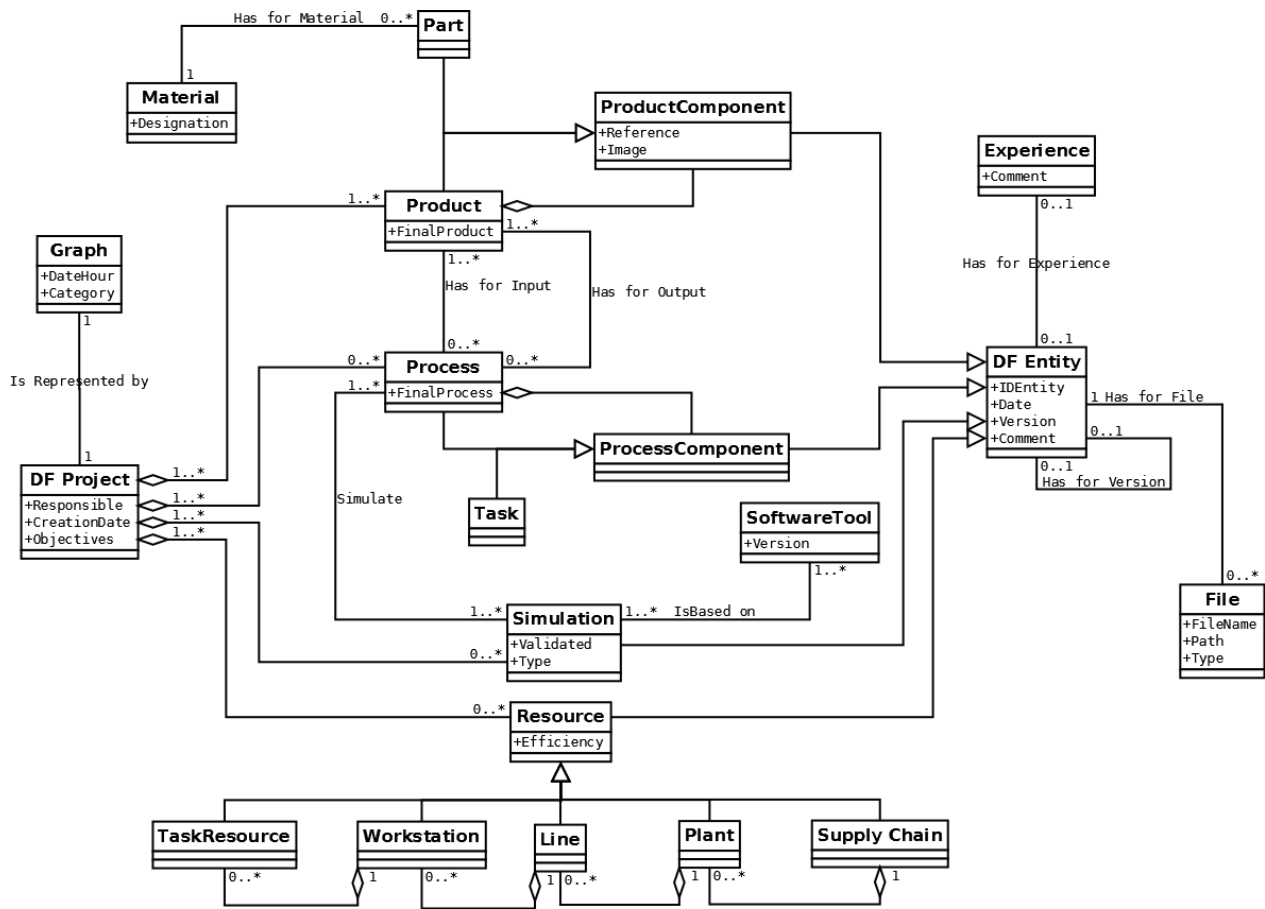 Has for Material 0..*
Part
1
Material
+Designation
ProductComponent
+Reference
+Image
Experience
+Comment
0..1
Has for Experience
1..*
Product
+FinalProduct
1..*
1..*
Has for Input
Has for Output
Graph
+DateHour
+Category
1
Is Represented by
1
0..*
0..*
Process
+FinalProcess
0..*
1..*
0..1
DF Entity
+IDEntity
+Date
+Version
+Comment
1 Has for File
0..1
0..1
Has for Version
ProcessComponent
DF Project
+Responsible
+CreationDate
+Objectives
1..*
1..*
1..*
1..*
Simulate
Task
SoftwareTool
+Version
1..*
0..*
File
+FileName
+Path
+Type
1..*
Simulation
+Validated
+Type
1..* IsBased on
0..*
0..*
Resource
+Efficiency
TaskResource
Workstation
Line
Plant
Supply Chain
0..*
1
0..*
1
0..*
1
0..*
1